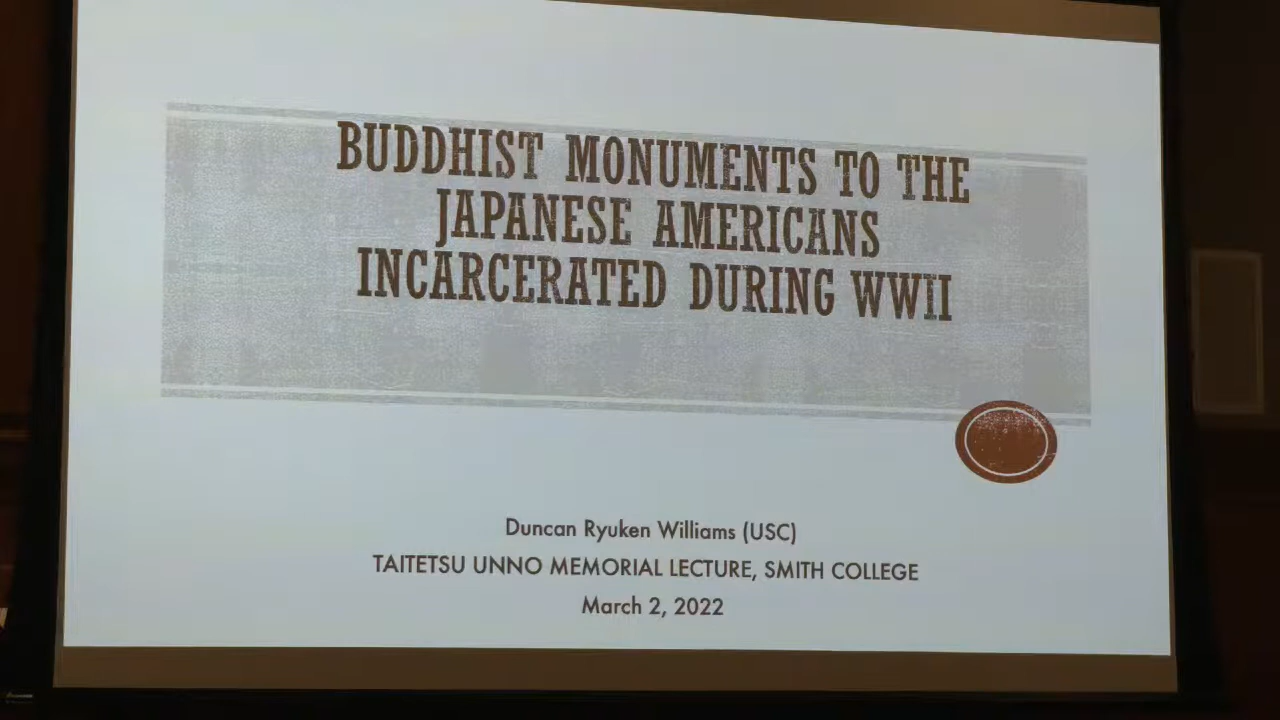 BUDDHIST MONUMENTS TO THE
JAPANESE AMERICANS
INCARCERATED DURING WWII
Duncan Ryuken Williams (USC)
TAITETSU UNNO MEMORIAL LECTURE, SMITH COLLEGE
March 2, 2022